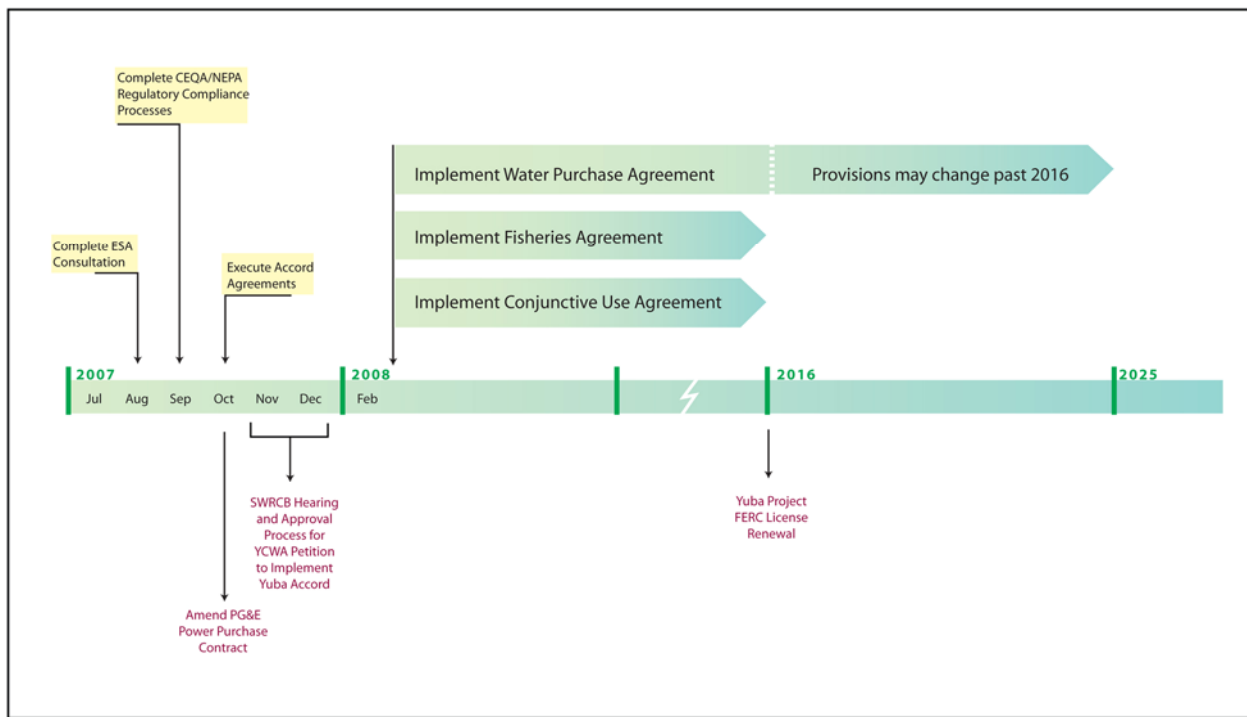 Complete CEQA/NEPA
Regulatory Compliance
Processes
Complete ESA
Consultation
Execute Accord
Agreements
Implement Water Purchase Agreement
Provisions may change past 2016
Implement Fisheries Agreement
Implement Conjunctive Use Agreement
2007
2008
2016
2025
Jul Aug Sep Oct Nov Dec Feb
SWRCB Hearing
and Approval
Process for
YCWA Petition
to Implement
Yuba Accord
Amend PG&E
Power Purchase
Contract
Yuba Project
FERC License
Renewal